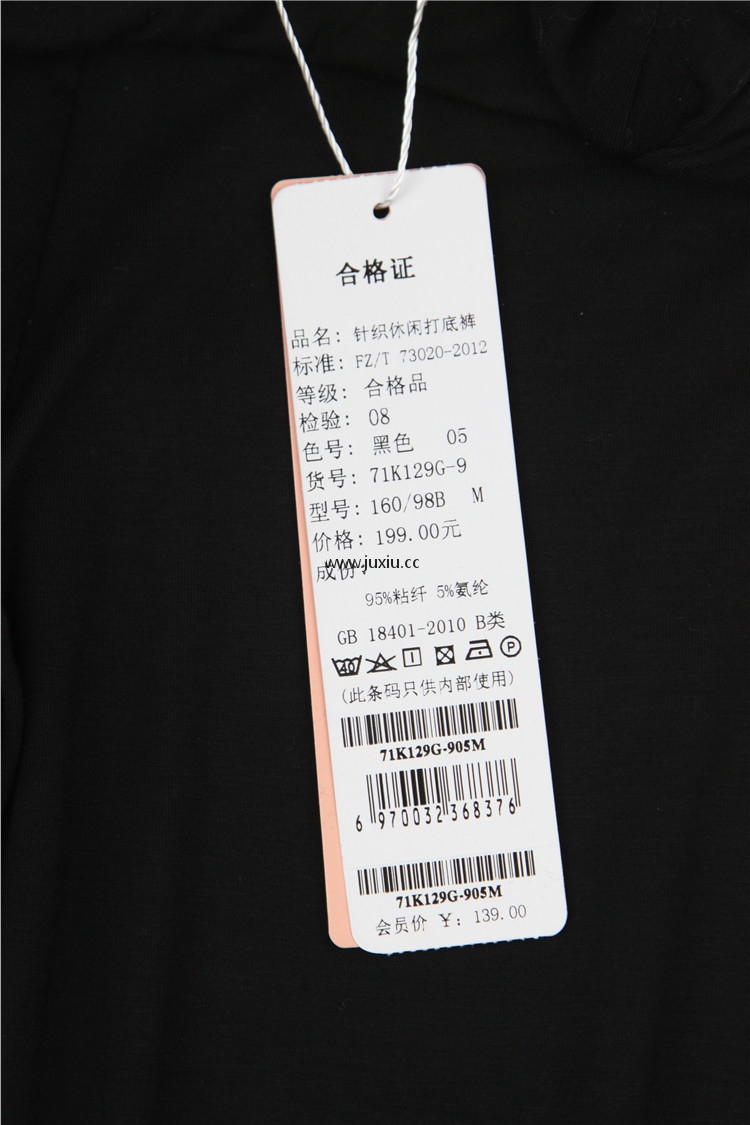 合格证
品名: 针织休闲打底裤
标准: FZ/T 73020-2012
等级: 合格品
检验: 08
色号: 黑色 05
货号: 71K129G-9
型号: 160/98B M
价格: 199.00元
成份:
www.juxiu.cc
95%粘纤 5%氨纶
GB 18401-2010 B类
40 P
(此条码只供内部使用)
71K129G-905M
6 970032 368376
71K129G-905M
会员价 ¥: 139.00